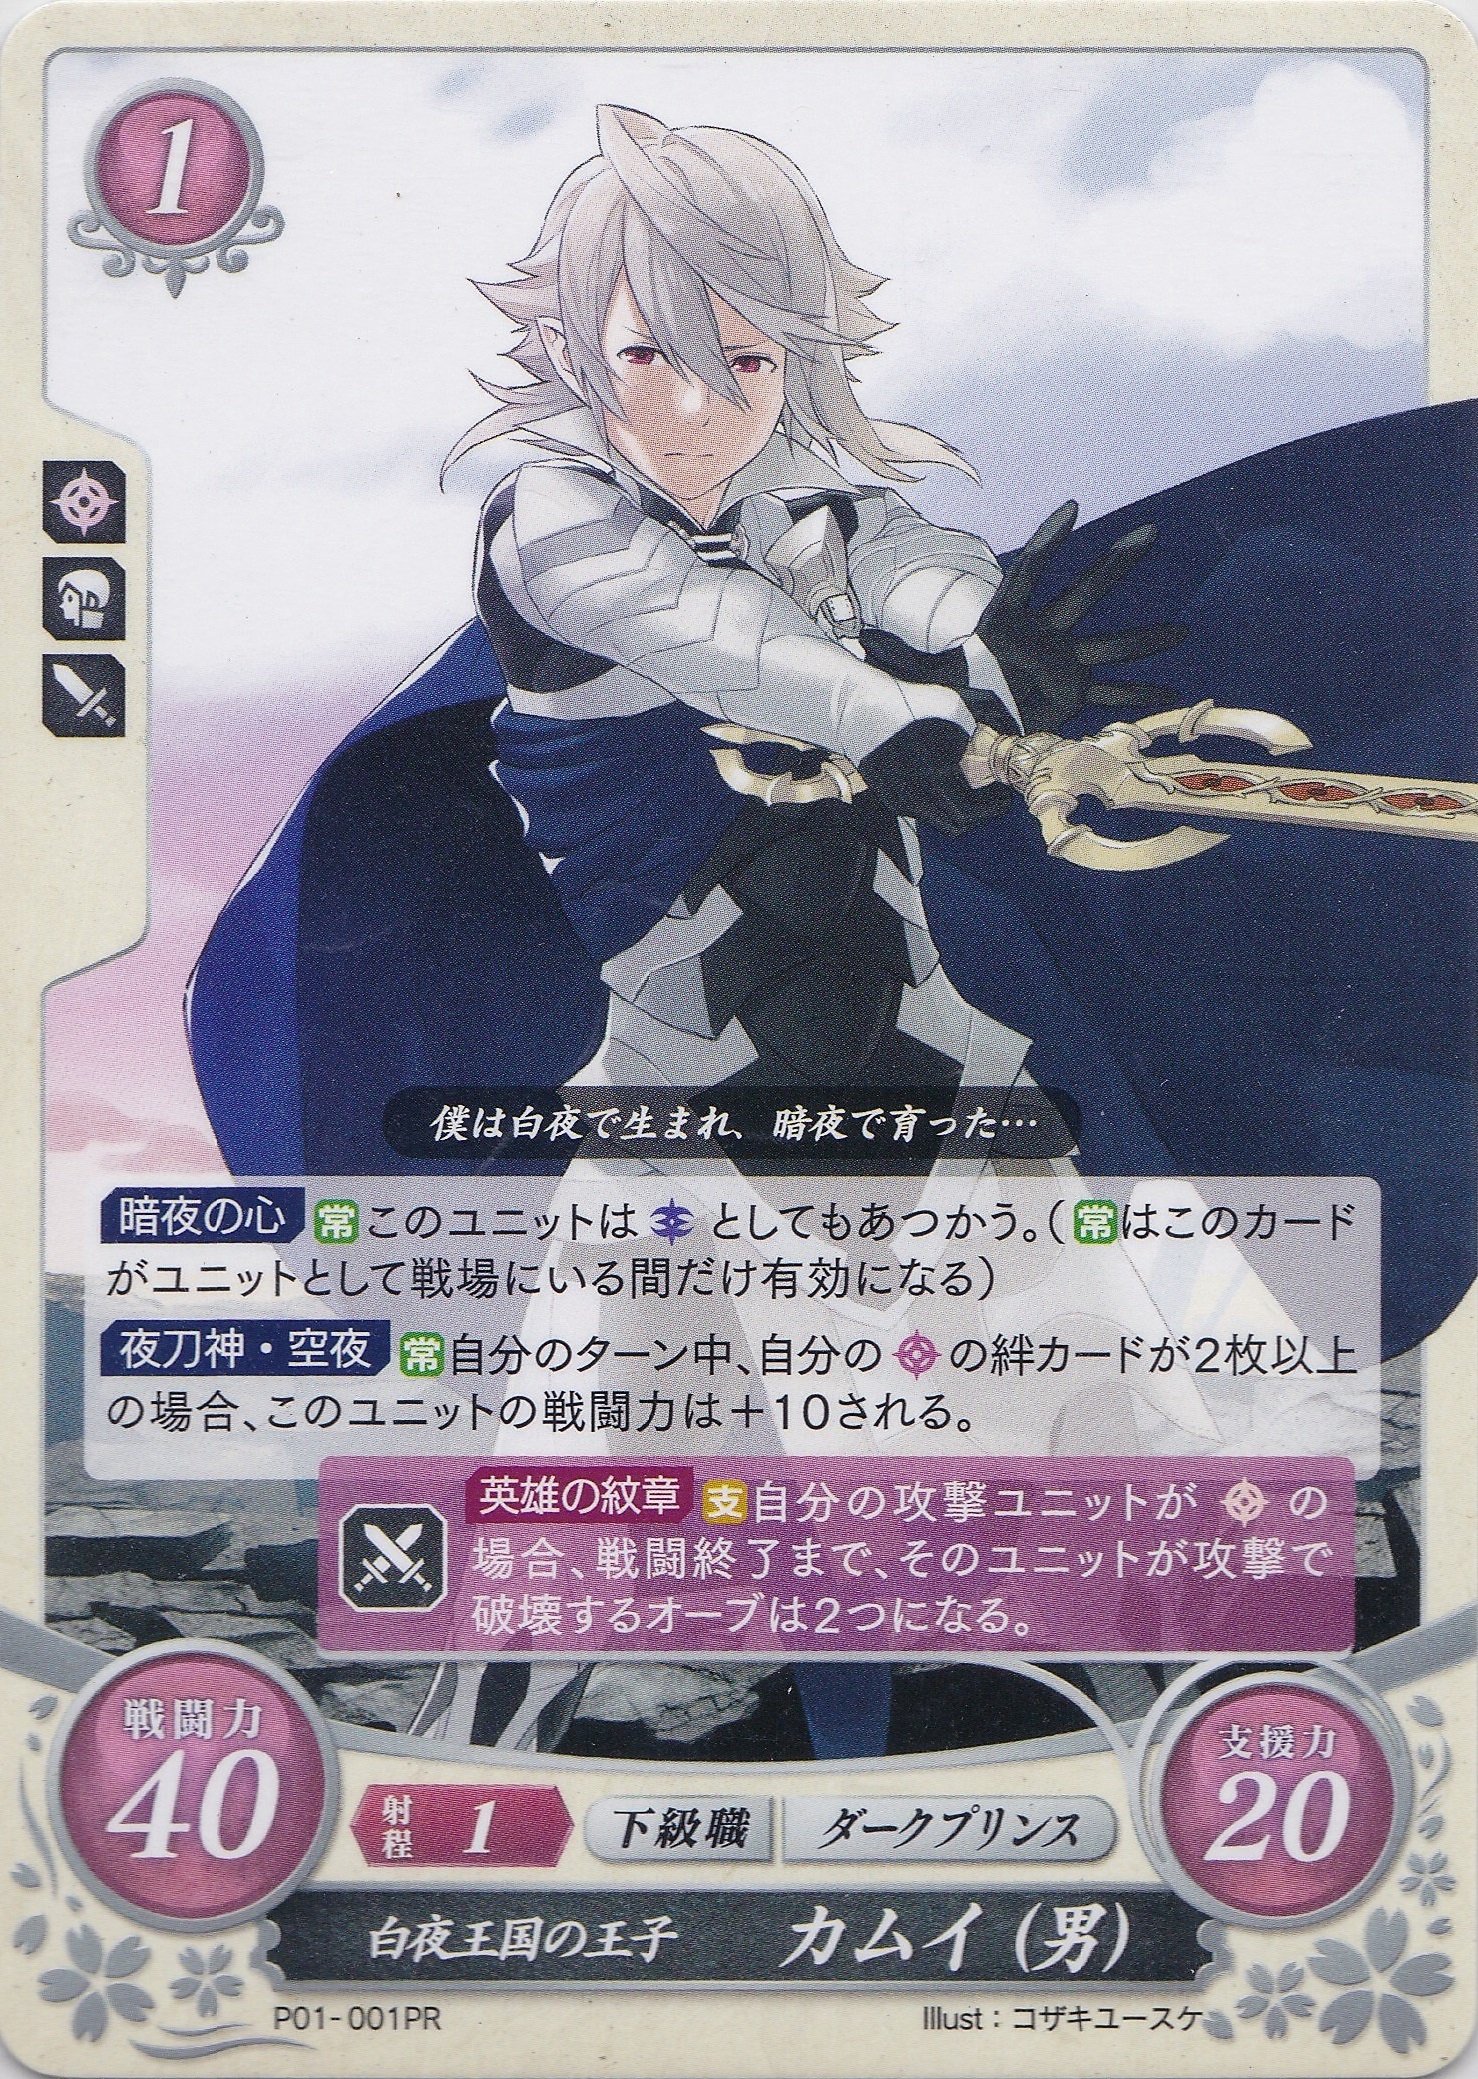 1
僕は白夜で生まれ、暗夜で育った…
暗夜の心 常このユニットは としてもあつかう。(常はこのカード
がユニットとして戦場にいる間だけ有効になる)
夜刀神・空夜 常自分のターン中、自分の の絆カードが2枚以上
の場合、このユニットの戦闘力は+10される。
英雄の紋章 支自分の攻撃ユニットが の
場合、戦闘終了まで、そのユニットが攻撃で
破壊するオーブは2つになる。
戦闘力
40
射程 1
下級職
ダークプリンス
支援力
20
白夜王国の王子 カムイ(男)
P01-001PR
Illust:コザキユースケ